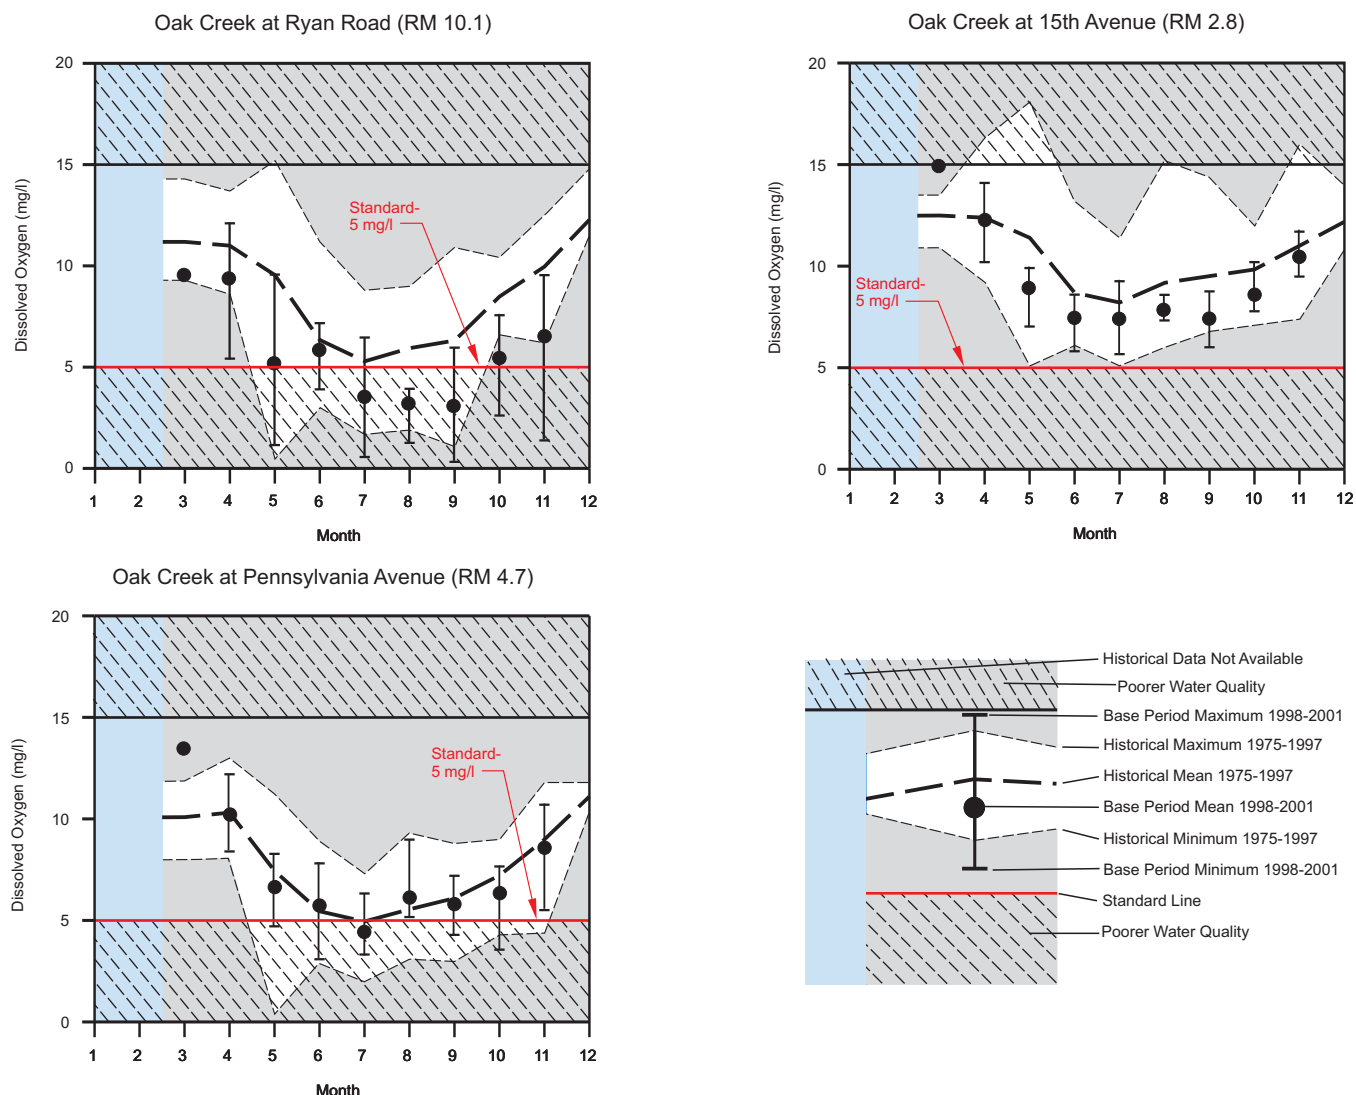 Oak Creek at Ryan Road (RM 10.1)
20
15
10
5
0
Dissolved Oxygen (mg/l)
Standard-
5 mg/l
1 2 3 4 5 6 7 8 9 10 11 12
Month
Oak Creek at 15th Avenue (RM 2.8)
20
15
10
5
0
Dissolved Oxygen (mg/l)
Standard-
5 mg/l
1 2 3 4 5 6 7 8 9 10 11 12
Month
Oak Creek at Pennsylvania Avenue (RM 4.7)
20
15
10
5
0
Dissolved Oxygen (mg/l)
Standard-
5 mg/l
1 2 3 4 5 6 7 8 9 10 11 12
Month
Historical Data Not Available
Poorer Water Quality
Base Period Maximum 1998-2001
Historical Maximum 1975-1997
Historical Mean 1975-1997
Base Period Mean 1998-2001
Historical Minimum 1975-1997
Base Period Minimum 1998-2001
Standard Line
Poorer Water Quality